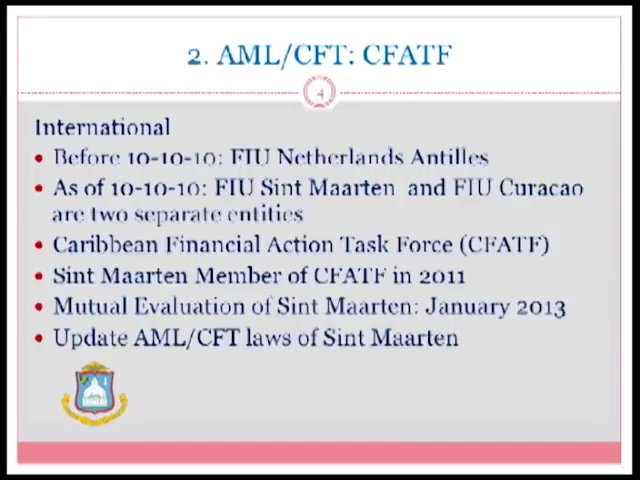 2. AML/CFT: CFATF
4
International
• Before 10-10-10: FIU Netherlands Antilles
• As of 10-10-10: FIU Sint Maarten and FIU Curacao
are two separate entities
• Caribbean Financial Action Task Force (CFATF)
• Sint Maarten Member of CFATF in 2011
• Mutual Evaluation of Sint Maarten: January 2013
• Update AML/CFT laws of Sint Maarten